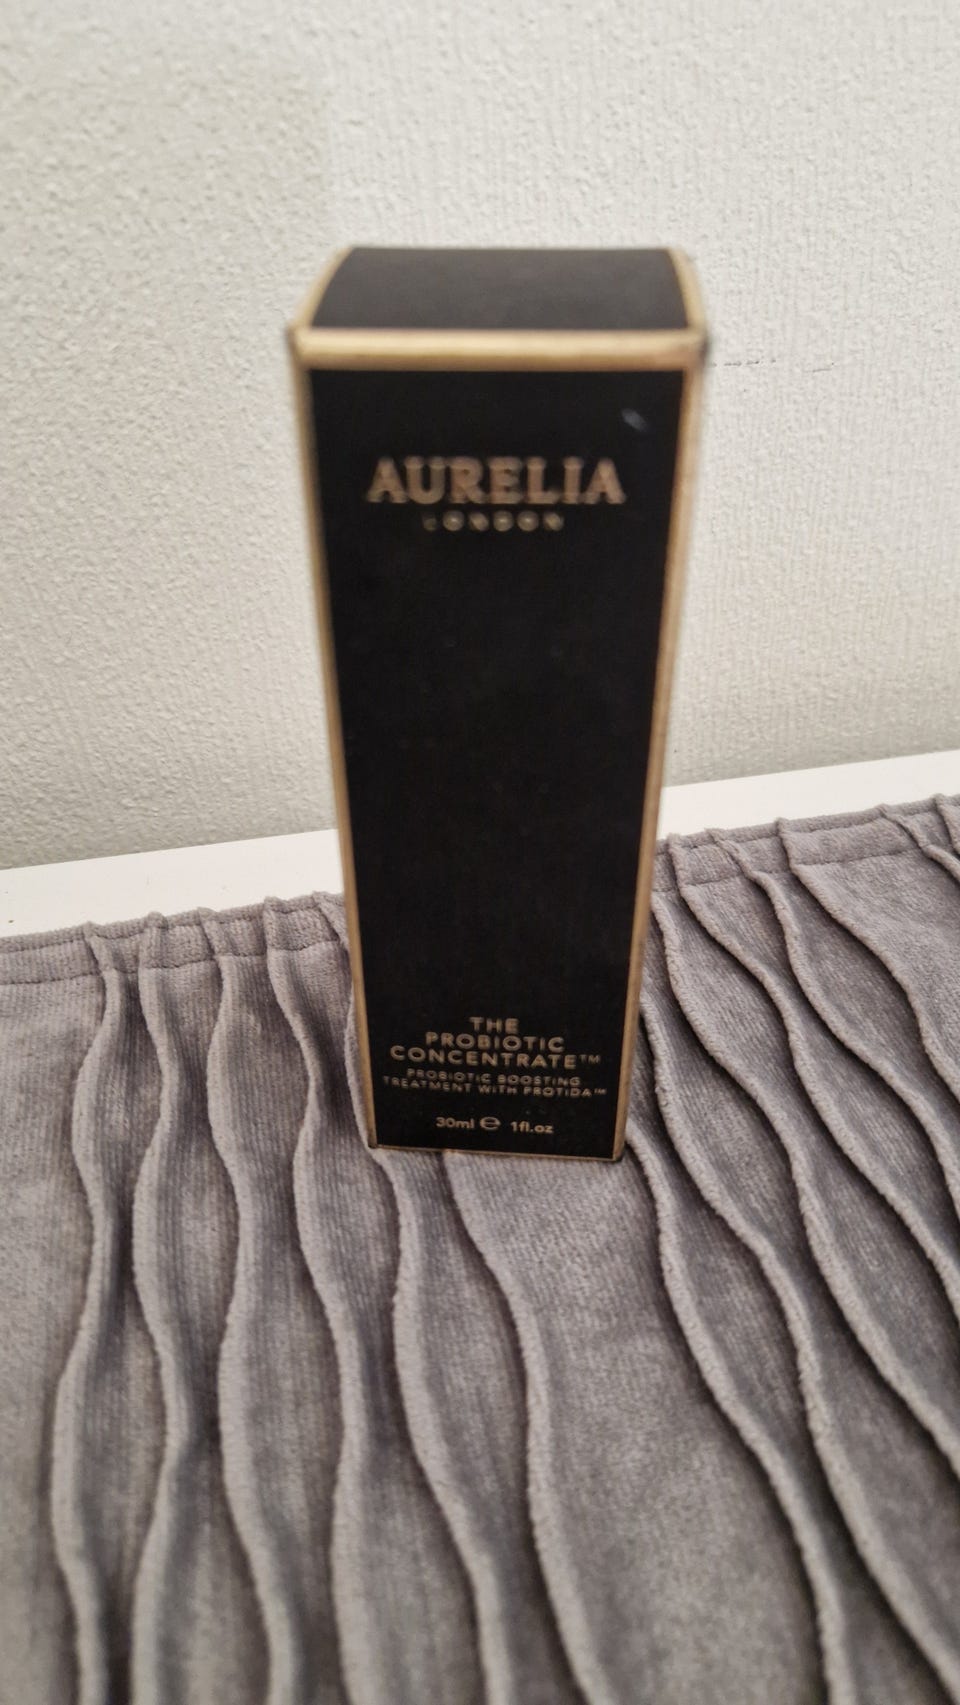 AURELIA
LONDON
THE
PROBIOTIC
CONCENTRATE™
PROBIOTIC BOOSTING
TREATMENT WITH PROTIDA™
30ml ℮ 1fl.oz